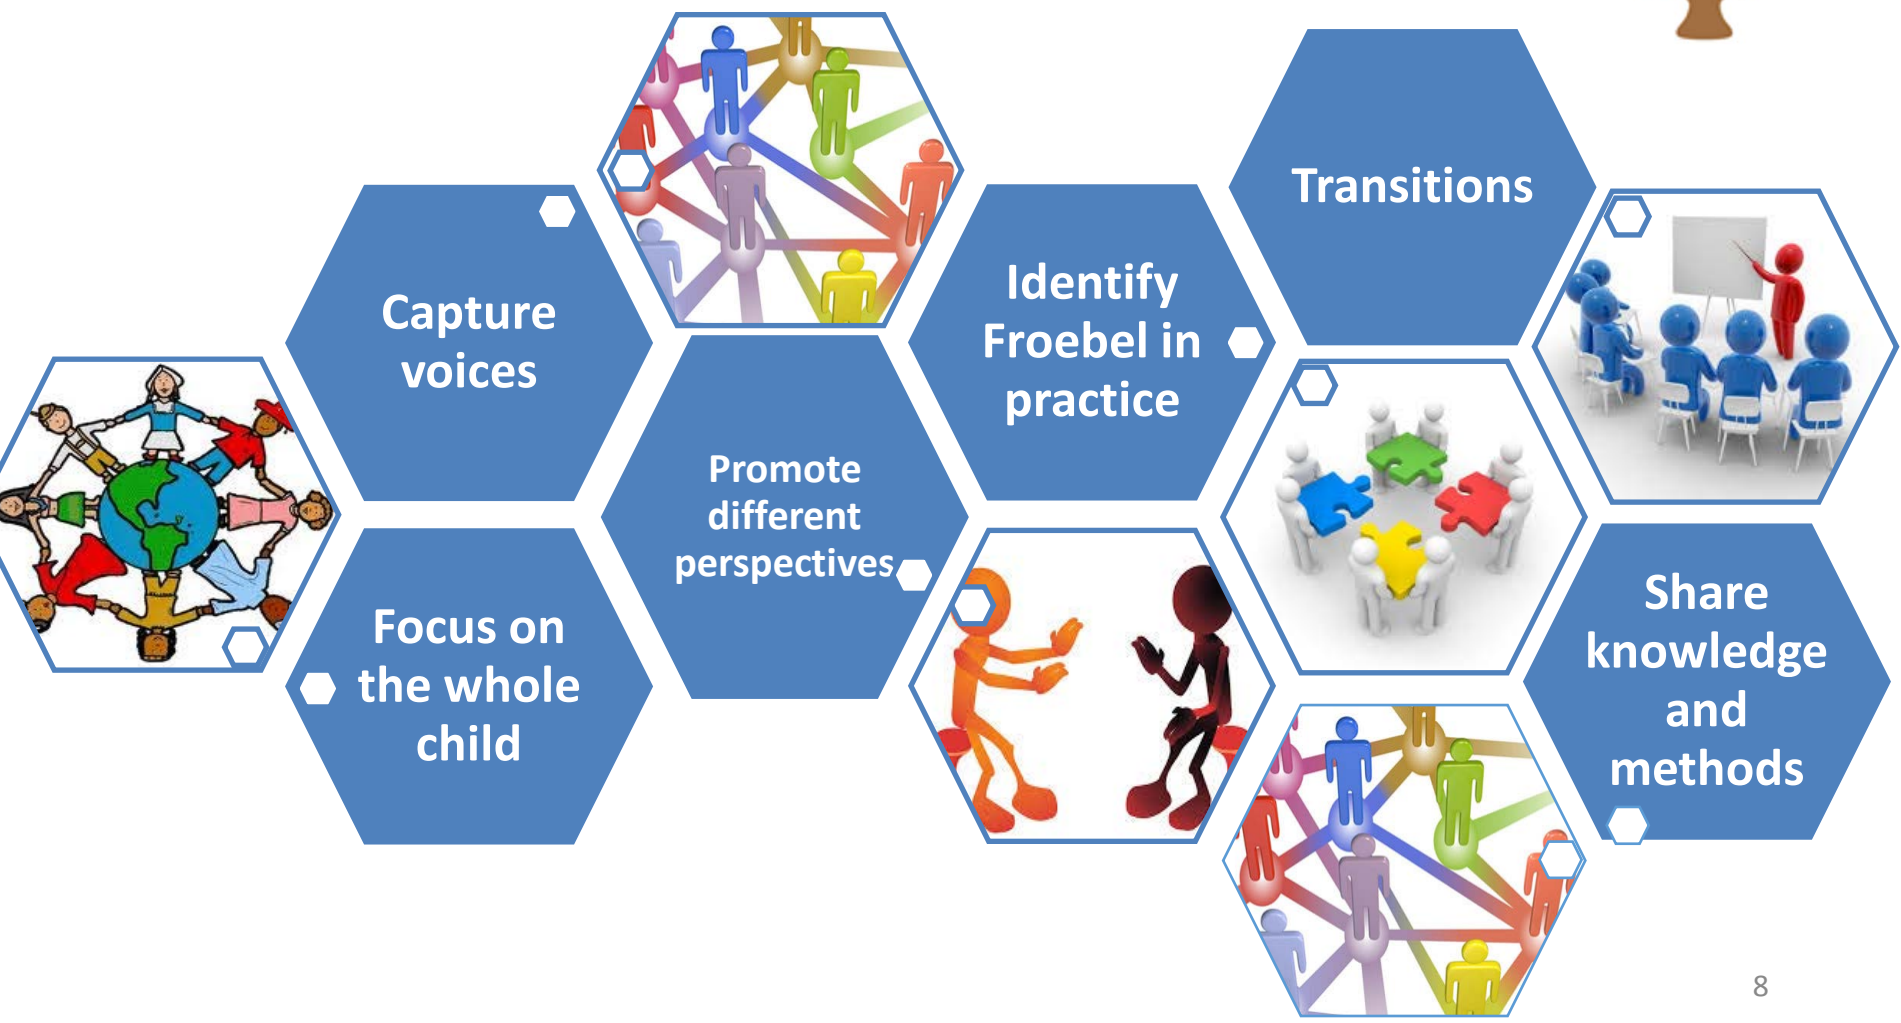 Capture
voices
Focus on
the whole
child
Promote
different
perspectives
Identify
Froebel in
practice
Transitions
Share
knowledge
and
methods
8